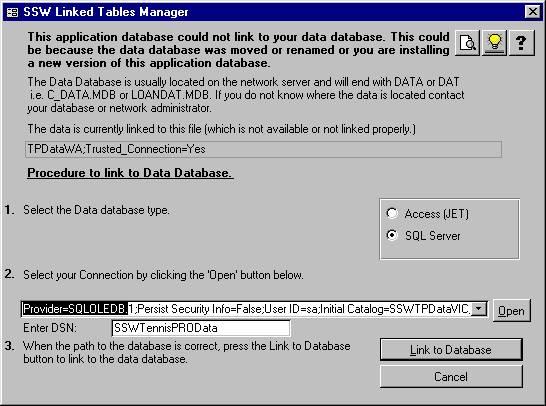 SSW Linked Tables Manager
This application database could not link to your data database. This could
be because the data database was moved or renamed or you are installing
a new version of this application database.
?
The Data Database is usually located on the network server and will end with DATA or DAT
i.e. C_DATA.MDB or LOANDAT.MDB. If you do not know where the data is located contact
your database or network administrator.
The data is currently linked to this file (which is not available or not linked properly.)
TPDataWA;Trusted_Connection=Yes
Procedure to link to Data Database.
1. Select the Data database type.
Access (JET)
SQL Server
2. Select your Connection by clicking the 'Open' button below.
Provider=SQLOLEDB.1;Persist Security Info=False;User ID=sa;Initial Catalog=SSWTPDataVIC;
Open
Enter DSN: SSWTennisPROData
3. When the path to the database is correct, press the Link to Database
button to link to the data database.
Link to Database
Cancel